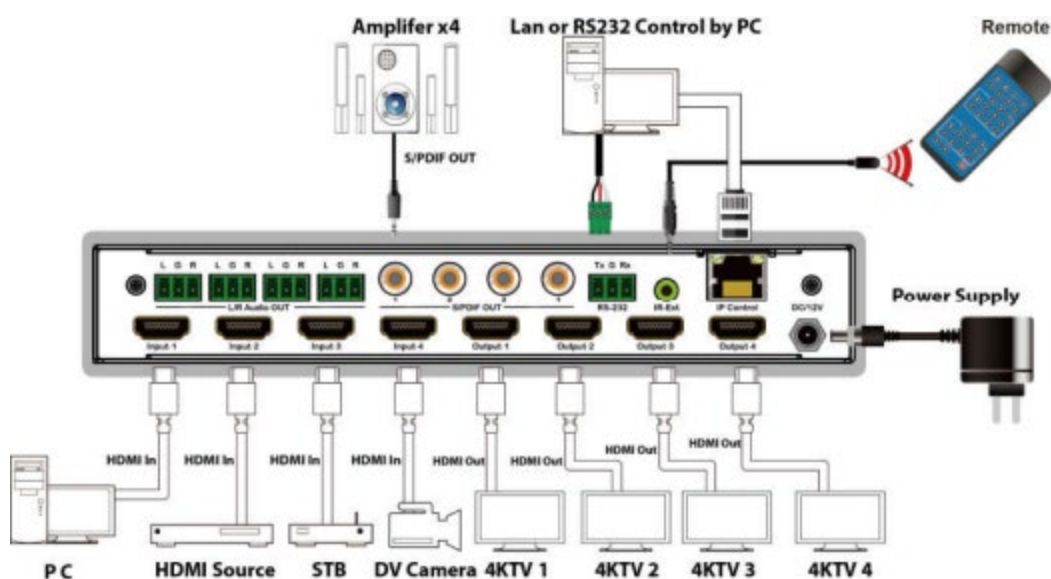 Amplifer x4
Lan or RS232 Control by PC
Remote
S/PDIF OUT
L G R L G R L G R L G R
Tx G Rx
L/R Audio OUT
S/PDIF OUT
RS-232
IR-Ext
IP Control
DC/12V
Power Supply
Input 1
Input 2
Input 3
Input 4
Output 1
Output 2
Output 3
Output 4
HDMI In
HDMI In
HDMI In
HDMI In
HDMI Out
HDMI Out
HDMI Out
HDMI Out
PC
HDMI Source
STB
DV Camera
4KTV 1
4KTV 2
4KTV 3
4KTV 4